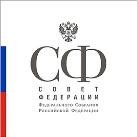 СФ
СОВЕТ
ФЕДЕРАЦИИ
Федерального Собрания
Российской Федерации